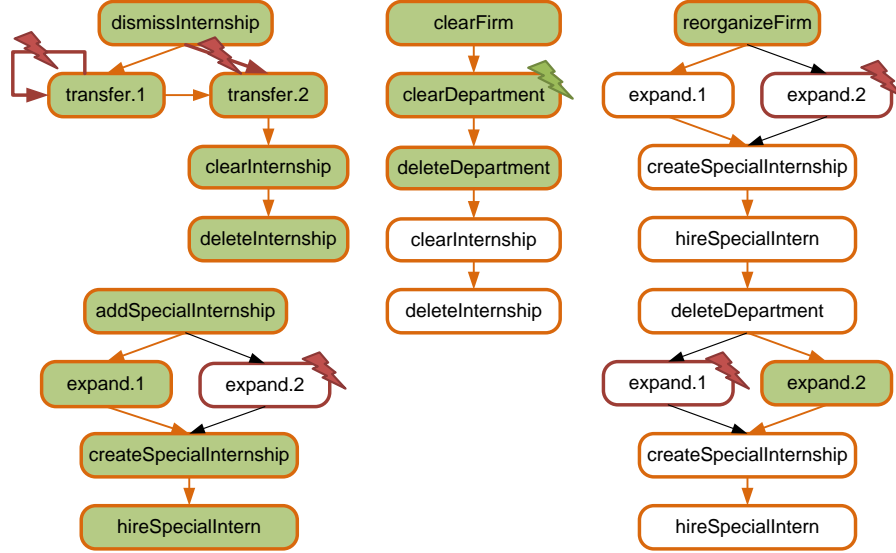 dismissInternship
transfer.1
transfer.2
clearInternship
deleteInternship
clearFirm
clearDepartment
deleteDepartment
clearInternship
deleteInternship
reorganizeFirm
expand.1
expand.2
createSpecialInternship
hireSpecialIntern
deleteDepartment
expand.1
expand.2
createSpecialInternship
hireSpecialIntern
addSpecialInternship
expand.1
expand.2
createSpecialInternship
hireSpecialIntern